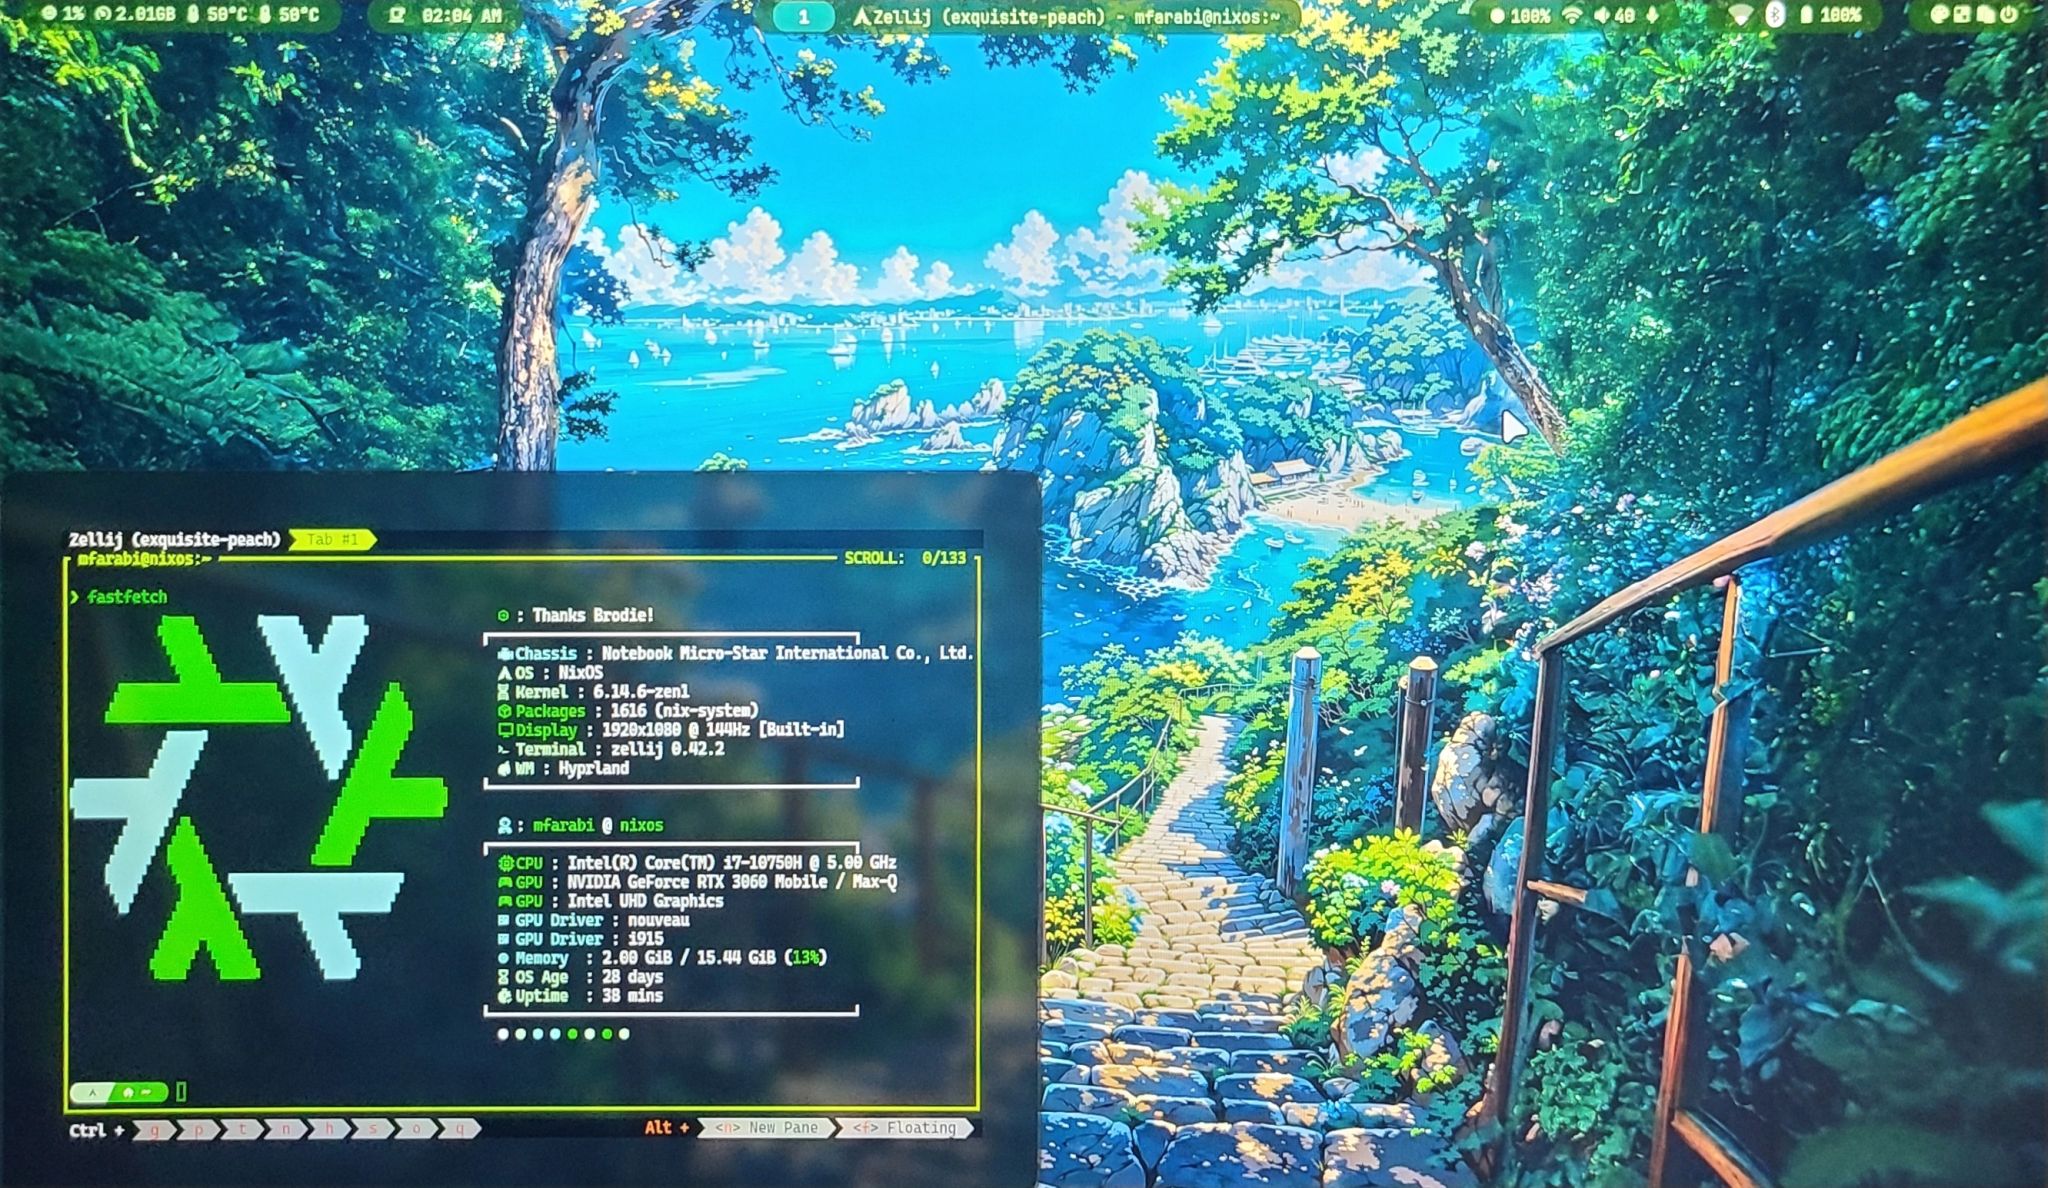 1% 2.01GB 50°C 50°C
02:04 AM
1
Zellij (exquisite-peach) - mfarabi@nixos:~
100% 40
100%
Zellij (exquisite-peach) Tab #1
mfarabi@nixos:~ SCROLL: 0/133
❯ fastfetch
: Thanks Brodie!
Chassis : Notebook Micro-Star International Co., Ltd.
OS : NixOS
Kernel : 6.14.6-zen1
Packages : 1616 (nix-system)
Display : 1920x1080 @ 144Hz [Built-in]
Terminal : zellij 0.42.2
WM : Hyprland
: mfarabi @ nixos
CPU : Intel(R) Core(TM) i7-10750H @ 5.00 GHz
GPU : NVIDIA GeForce RTX 3060 Mobile / Max-Q
GPU : Intel UHD Graphics
GPU Driver : nouveau
GPU Driver : i915
Memory : 2.00 GiB / 15.44 GiB (13%)
OS Age : 28 days
Uptime : 38 mins
~
Ctrl + g p t n h s o q Alt + <n> New Pane <f> Floating